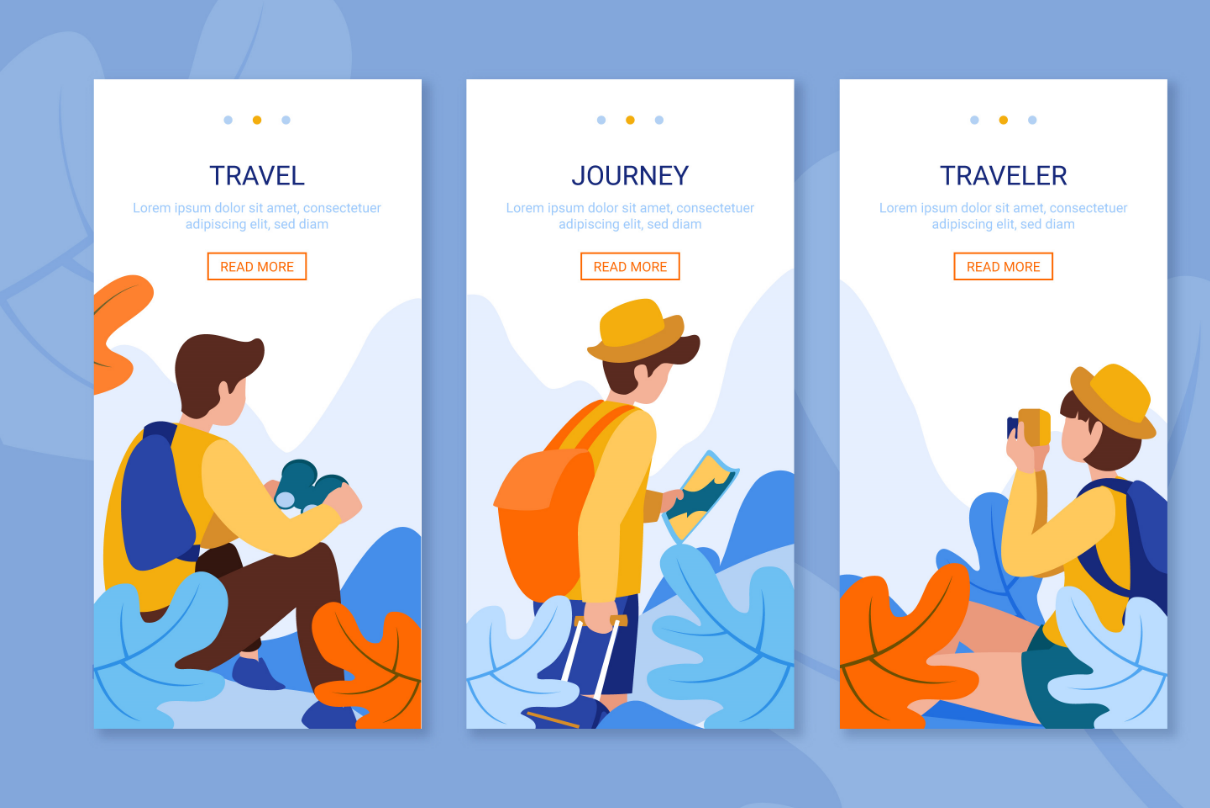 TRAVEL
Lorem ipsum dolor sit amet, consectetuer
adipiscing elit, sed diam
READ MORE
JOURNEY
Lorem ipsum dolor sit amet, consectetuer
adipiscing elit, sed diam
READ MORE
TRAVELER
Lorem ipsum dolor sit amet, consectetuer
adipiscing elit, sed diam
READ MORE